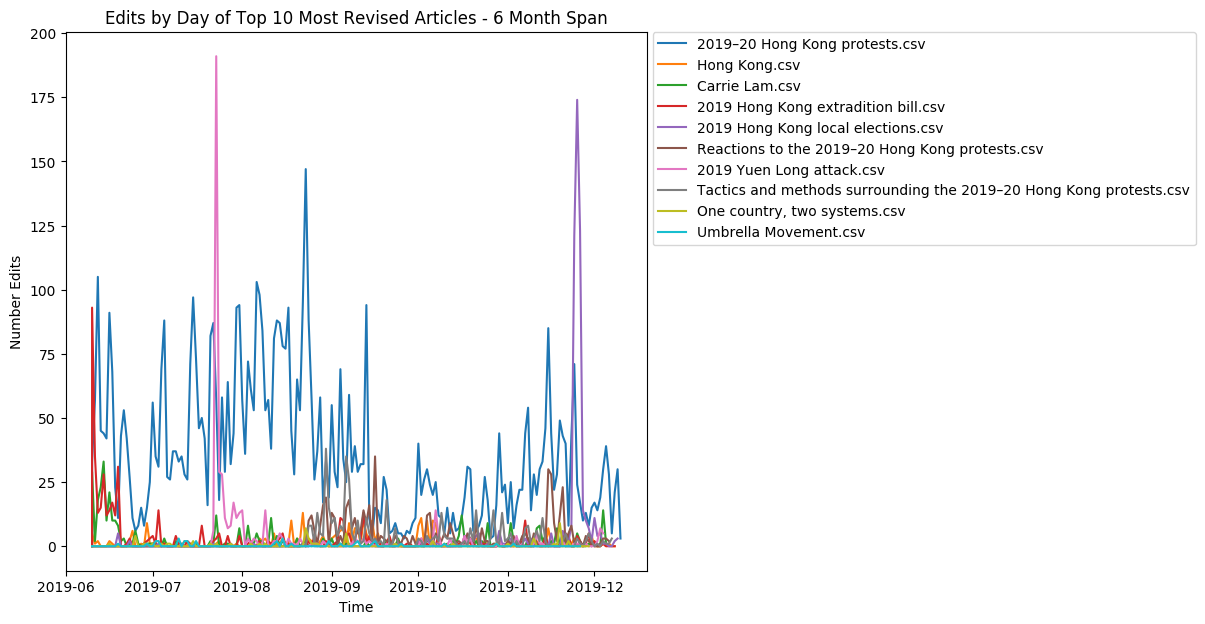 Edits by Day of Top 10 Most Revised Articles - 6 Month Span
200
175
150
125
100
75
50
25
0
Number Edits
2019-06
2019-07
2019-08
2019-09
2019-10
2019-11
2019-12
Time
2019–20 Hong Kong protests.csv
Hong Kong.csv
Carrie Lam.csv
2019 Hong Kong extradition bill.csv
2019 Hong Kong local elections.csv
Reactions to the 2019–20 Hong Kong protests.csv
2019 Yuen Long attack.csv
Tactics and methods surrounding the 2019–20 Hong Kong protests.csv
One country, two systems.csv
Umbrella Movement.csv